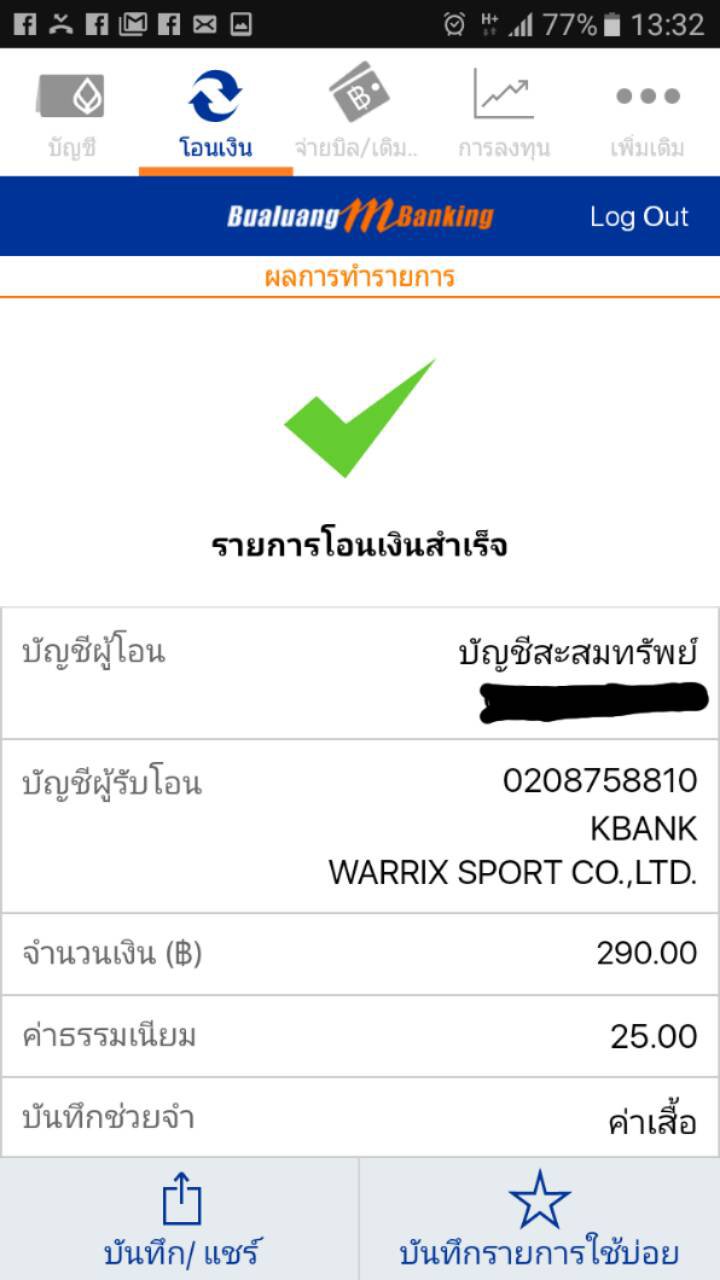 77% 13:32
บัญชี โอนเงิน จ่ายบิล/เติม.. การลงทุน เพิ่มเติม
Bualuang mBanking Log Out
ผลการทำรายการ
รายการโอนเงินสำเร็จ
บัญชีผู้โอน บัญชีสะสมทรัพย์
บัญชีผู้รับโอน 0208758810
KBANK
WARRIX SPORT CO.,LTD.
จำนวนเงิน (฿) 290.00
ค่าธรรมเนียม 25.00
บันทึกช่วยจำ ค่าเสื้อ
บันทึก/ แชร์ บันทึกรายการใช้บ่อย